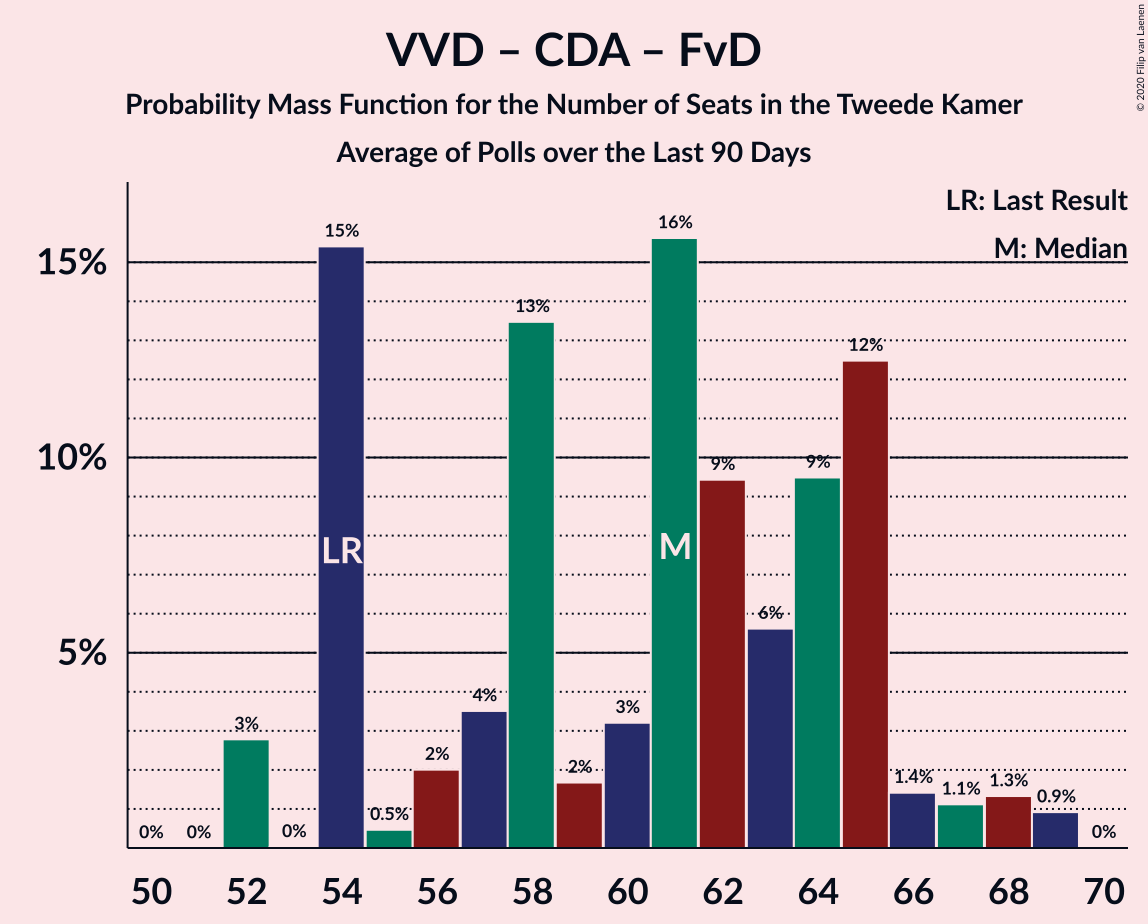 VVD – CDA – FvD
Probability Mass Function for the Number of Seats in the Tweede Kamer
Average of Polls over the Last 90 Days
© 2020 Filip van Laenen
LR: Last Result
M: Median
15%
10%
5%
0%
0%
3%
0%
15%
0.5%
2%
4%
13%
2%
3%
16%
9%
6%
9%
12%
1.4%
1.1%
1.3%
0.9%
0%
LR
M
50 52 54 56 58 60 62 64 66 68 70